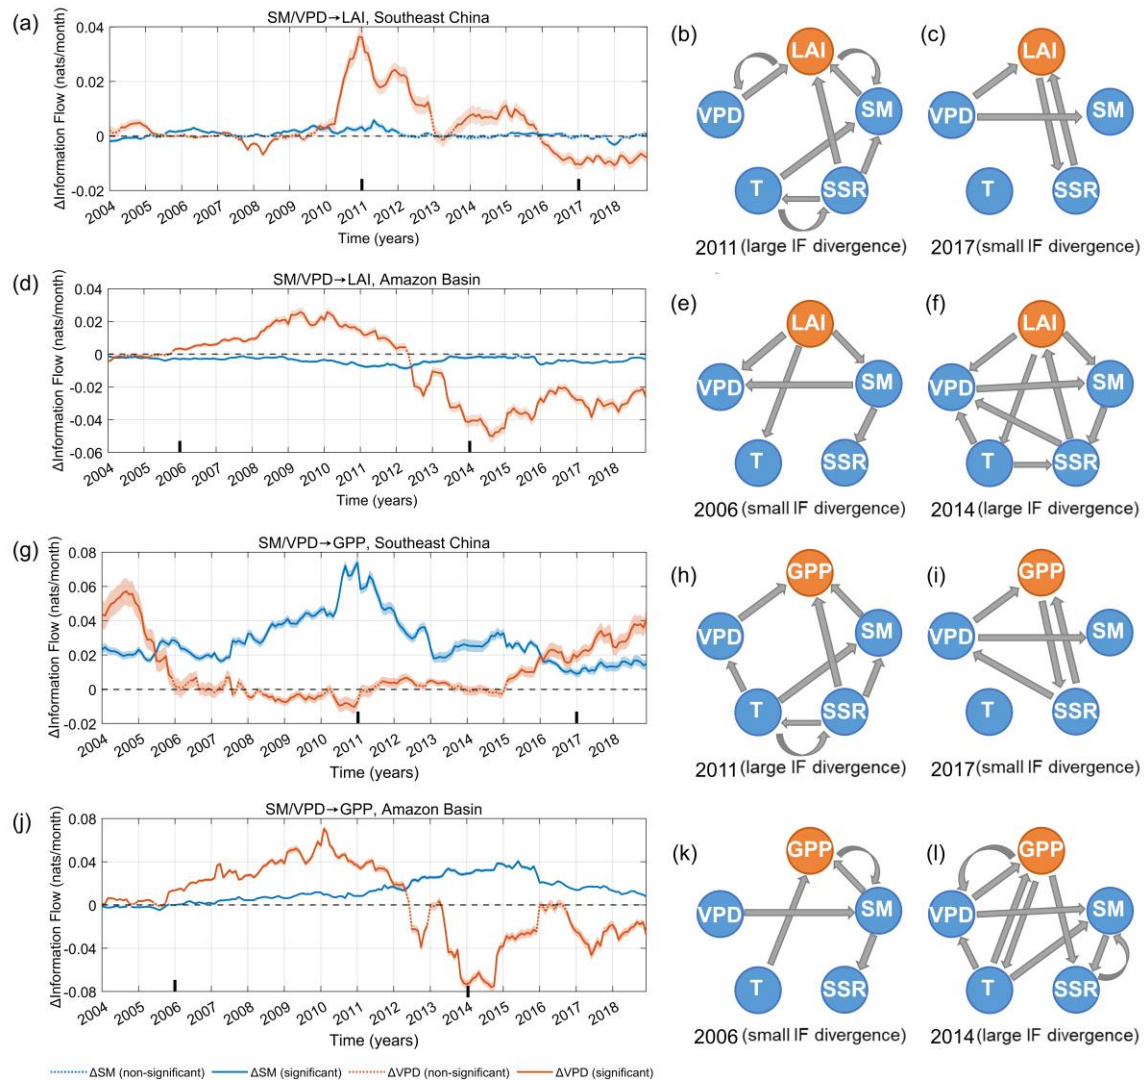 (a)
SM/VPD→LAI, Southeast China
ΔInformation Flow (nats/month)
0.04
0.02
0
-0.02
2004 2005 2006 2007 2008 2009 2010 2011 2012 2013 2014 2015 2016 2017 2018
Time (years)
(b)
LAI
VPD
SM
T
SSR
2011 (large IF divergence)
(c)
LAI
VPD
SM
T
SSR
2017 (small IF divergence)
(d)
SM/VPD→LAI, Amazon Basin
ΔInformation Flow (nats/month)
0.04
0.02
0
-0.02
-0.04
-0.06
2004 2005 2006 2007 2008 2009 2010 2011 2012 2013 2014 2015 2016 2017 2018
Time (years)
(e)
LAI
VPD
SM
T
SSR
2006 (small IF divergence)
(f)
LAI
VPD
SM
T
SSR
2014 (large IF divergence)
(g)
SM/VPD→GPP, Southeast China
ΔInformation Flow (nats/month)
0.08
0.06
0.04
0.02
0
-0.02
2004 2005 2006 2007 2008 2009 2010 2011 2012 2013 2014 2015 2016 2017 2018
Time (years)
(h)
GPP
VPD
SM
T
SSR
2011 (large IF divergence)
(i)
GPP
VPD
SM
T
SSR
2017 (small IF divergence)
(j)
SM/VPD→GPP, Amazon Basin
ΔInformation Flow (nats/month)
0.08
0.04
0
-0.04
-0.08
2004 2005 2006 2007 2008 2009 2010 2011 2012 2013 2014 2015 2016 2017 2018
Time (years)
(k)
GPP
VPD
SM
T
SSR
2006 (small IF divergence)
(l)
GPP
VPD
SM
T
SSR
2014 (large IF divergence)
ΔSM (non-significant) ΔSM (significant) ΔVPD (non-significant) ΔVPD (significant)